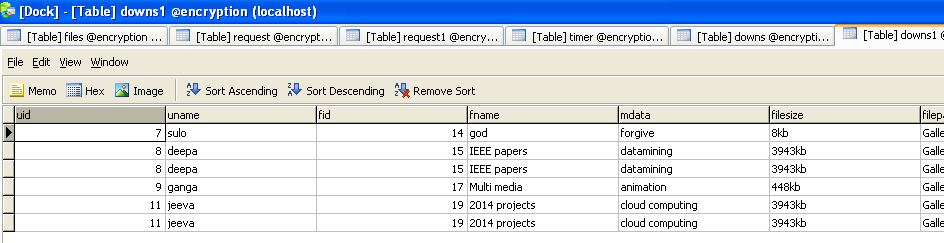 [Dock] - [Table] downs1 @encryption (localhost)
[Table] files @encryption ... [Table] request @encrypt... [Table] request1 @encry... [Table] timer @encryptio... [Table] downs @encrypti... [Table] downs1 @
File Edit View Window
Memo Hex Image Sort Ascending Sort Descending Remove Sort
uid uname fid fname mdata filesize filepa
7 sulo 14 god forgive 8kb Galle
8 deepa 15 IEEE papers datamining 3943kb Galle
8 deepa 15 IEEE papers datamining 3943kb Galle
9 ganga 17 Multi media animation 448kb Galle
11 jeeva 19 2014 projects cloud computing 3943kb Galle
11 jeeva 19 2014 projects cloud computing 3943kb Galle